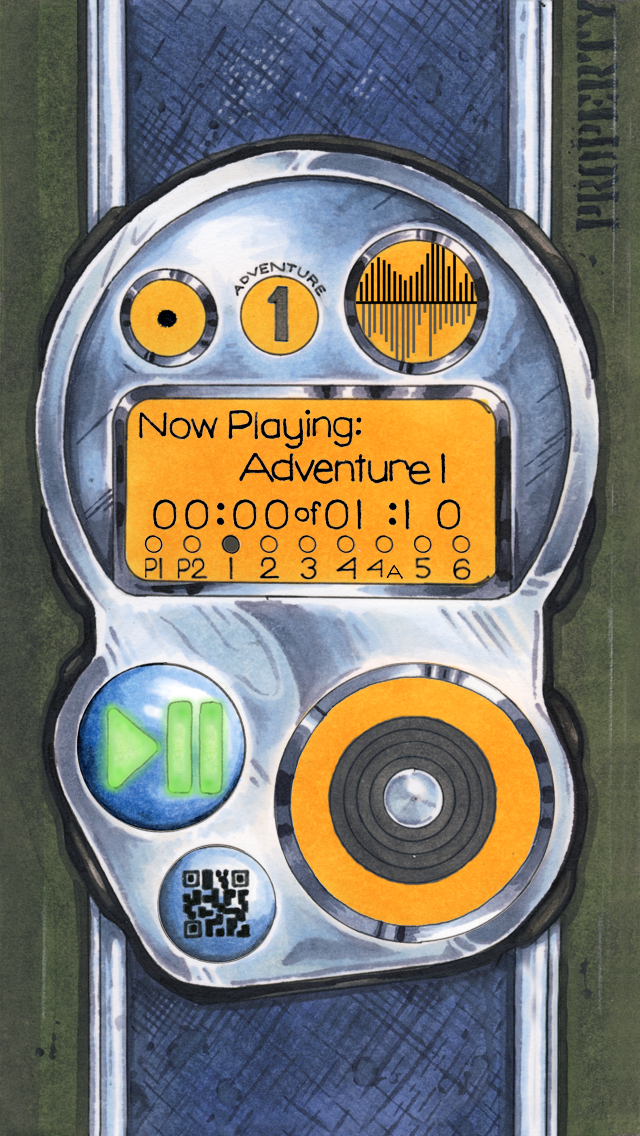 PROPERTY
ADVENTURE
1
Now Playing:
Adventure 1
00:00 of 01 :1 0
P1 P2 1 2 3 4 4A 5 6